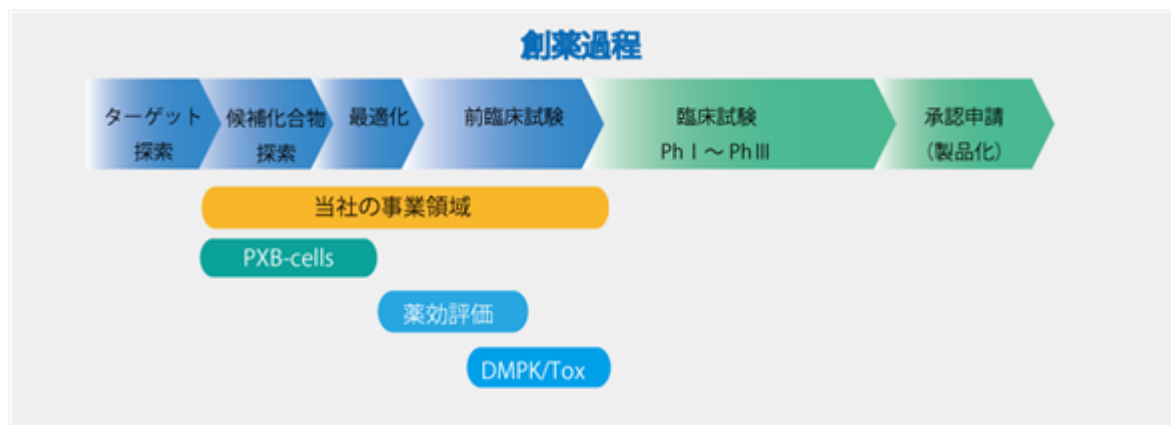 創薬過程
ターゲット
探索
候補化合物
探索
最適化
前臨床試験
臨床試験
Ph Ⅰ ～ Ph Ⅲ
承認申請
(製品化)
当社の事業領域
PXB-cells
薬効評価
DMPK/Tox